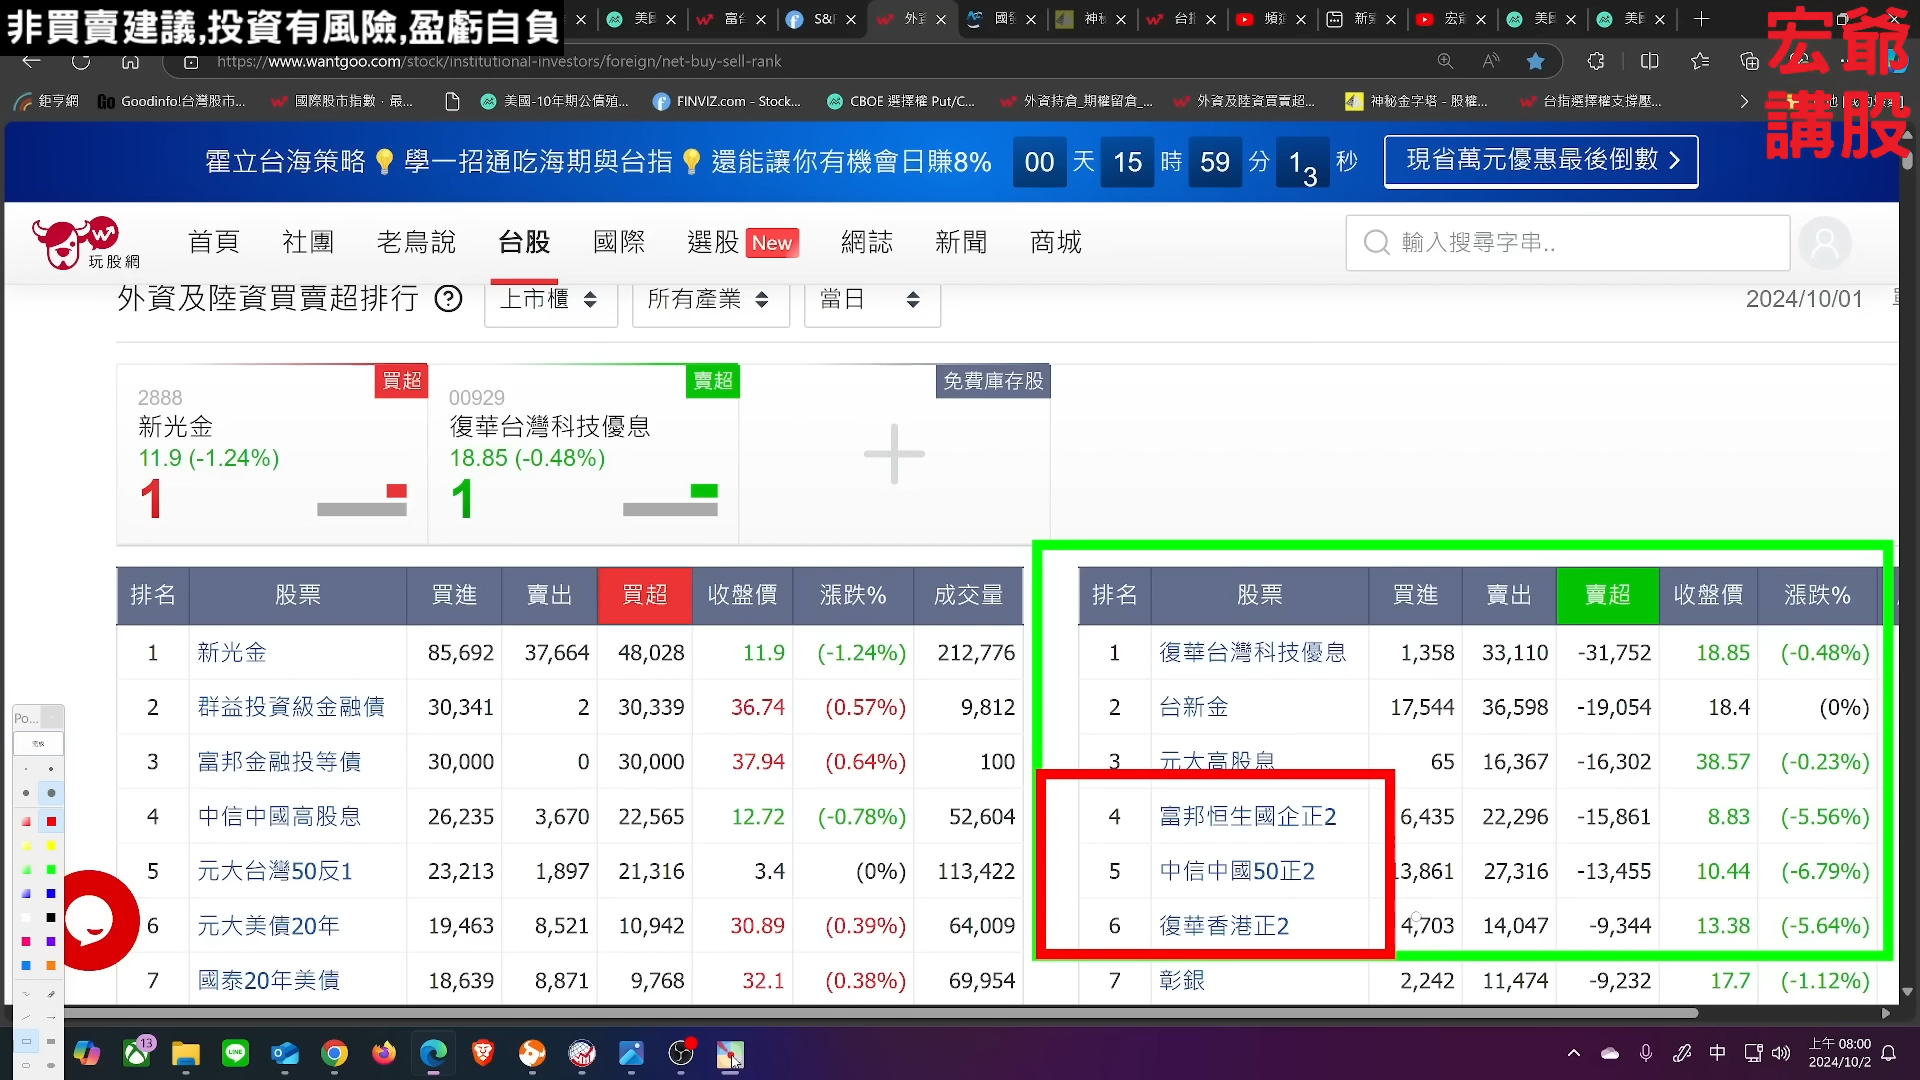 非買賣建議,投資有風險,盈虧自負
宏爺
講股
https://www.wantgoo.com/stock/institutional-investors/foreign/net-buy-sell-rank
鉅亨網 Goodinfo!台灣股市... 國際股市指數 · 最... 美國-10年期公債殖... FINVIZ.com - Stock... CBOE 選擇權 Put/C... 外資持倉_期權留倉_... 外資及陸資買賣超... 神秘金字塔 - 股權... 台指選擇權支撐壓...
霍立台海策略💡學一招通吃海期與台指💡還能讓你有機會日賺8% 00 天 15 時 59 分 13 秒 現省萬元優惠最後倒數
玩股網 首頁 社團 老鳥說 台股 國際 選股 New 網誌 新聞 商城 輸入搜尋字串..
外資及陸資買賣超排行 上市櫃 所有產業 當日 2024/10/01
2888 買超 00929 賣超 免費庫存股
新光金 復華台灣科技優息
11.9 (-1.24%) 18.85 (-0.48%)
1 1
排名 股票 買進 賣出 買超 收盤價 漲跌% 成交量 排名 股票 買進 賣出 賣超 收盤價 漲跌%
1 新光金 85,692 37,664 48,028 11.9 (-1.24%) 212,776 1 復華台灣科技優息 1,358 33,110 -31,752 18.85 (-0.48%)
2 群益投資級金融債 30,341 2 30,339 36.74 (0.57%) 9,812 2 台新金 17,544 36,598 -19,054 18.4 (0%)
3 富邦金融投等債 30,000 0 30,000 37.94 (0.64%) 100 3 元大高股息 65 16,367 -16,302 38.57 (-0.23%)
4 中信中國高股息 26,235 3,670 22,565 12.72 (-0.78%) 52,604 4 富邦恒生國企正2 6,435 22,296 -15,861 8.83 (-5.56%)
5 元大台灣50反1 23,213 1,897 21,316 3.4 (0%) 113,422 5 中信中國50正2 13,861 27,316 -13,455 10.44 (-6.79%)
6 元大美債20年 19,463 8,521 10,942 30.89 (0.39%) 64,009 6 復華香港正2 4,703 14,047 -9,344 13.38 (-5.64%)
7 國泰20年美債 18,639 8,871 9,768 32.1 (0.38%) 69,954 7 彰銀 2,242 11,474 -9,232 17.7 (-1.12%)
13 中 上午 08:00
2024/10/2